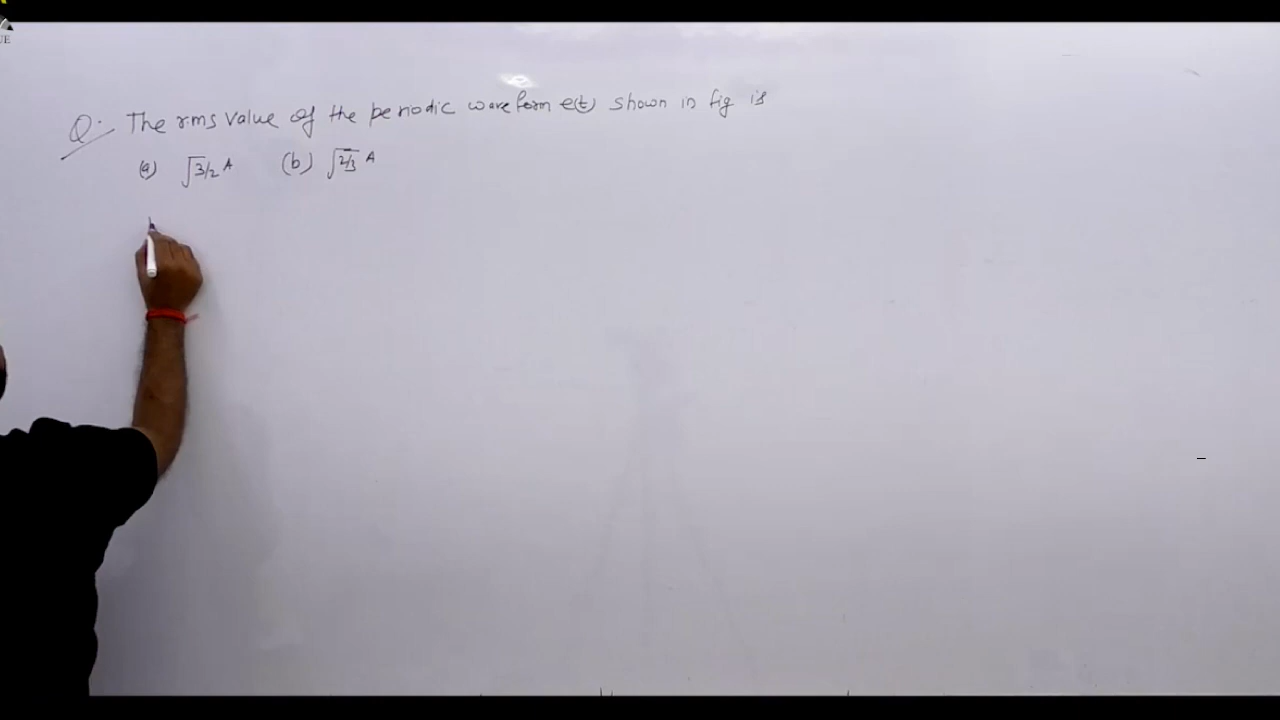 Q:- The rms value of the periodic waveform e(t) shown in fig is
(a) √3/2 A (b) √2/3 A